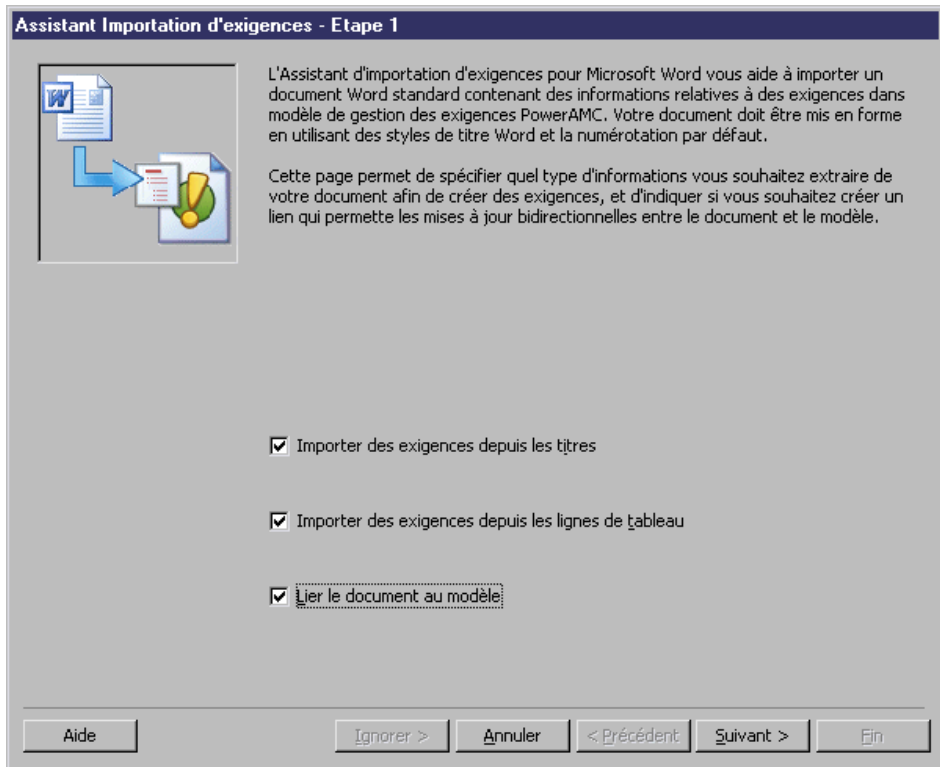 Assistant Importation d'exigences - Etape 1
L'Assistant d'importation d'exigences pour Microsoft Word vous aide à importer un
document Word standard contenant des informations relatives à des exigences dans
modèle de gestion des exigences PowerAMC. Votre document doit être mis en forme
en utilisant des styles de titre Word et la numérotation par défaut.
Cette page permet de spécifier quel type d'informations vous souhaitez extraire de
votre document afin de créer des exigences, et d'indiquer si vous souhaitez créer un
lien qui permette les mises à jour bidirectionnelles entre le document et le modèle.
Importer des exigences depuis les titres
Importer des exigences depuis les lignes de tableau
Lier le document au modèle
Aide Ignorer > Annuler < Précédent Suivant > Fin